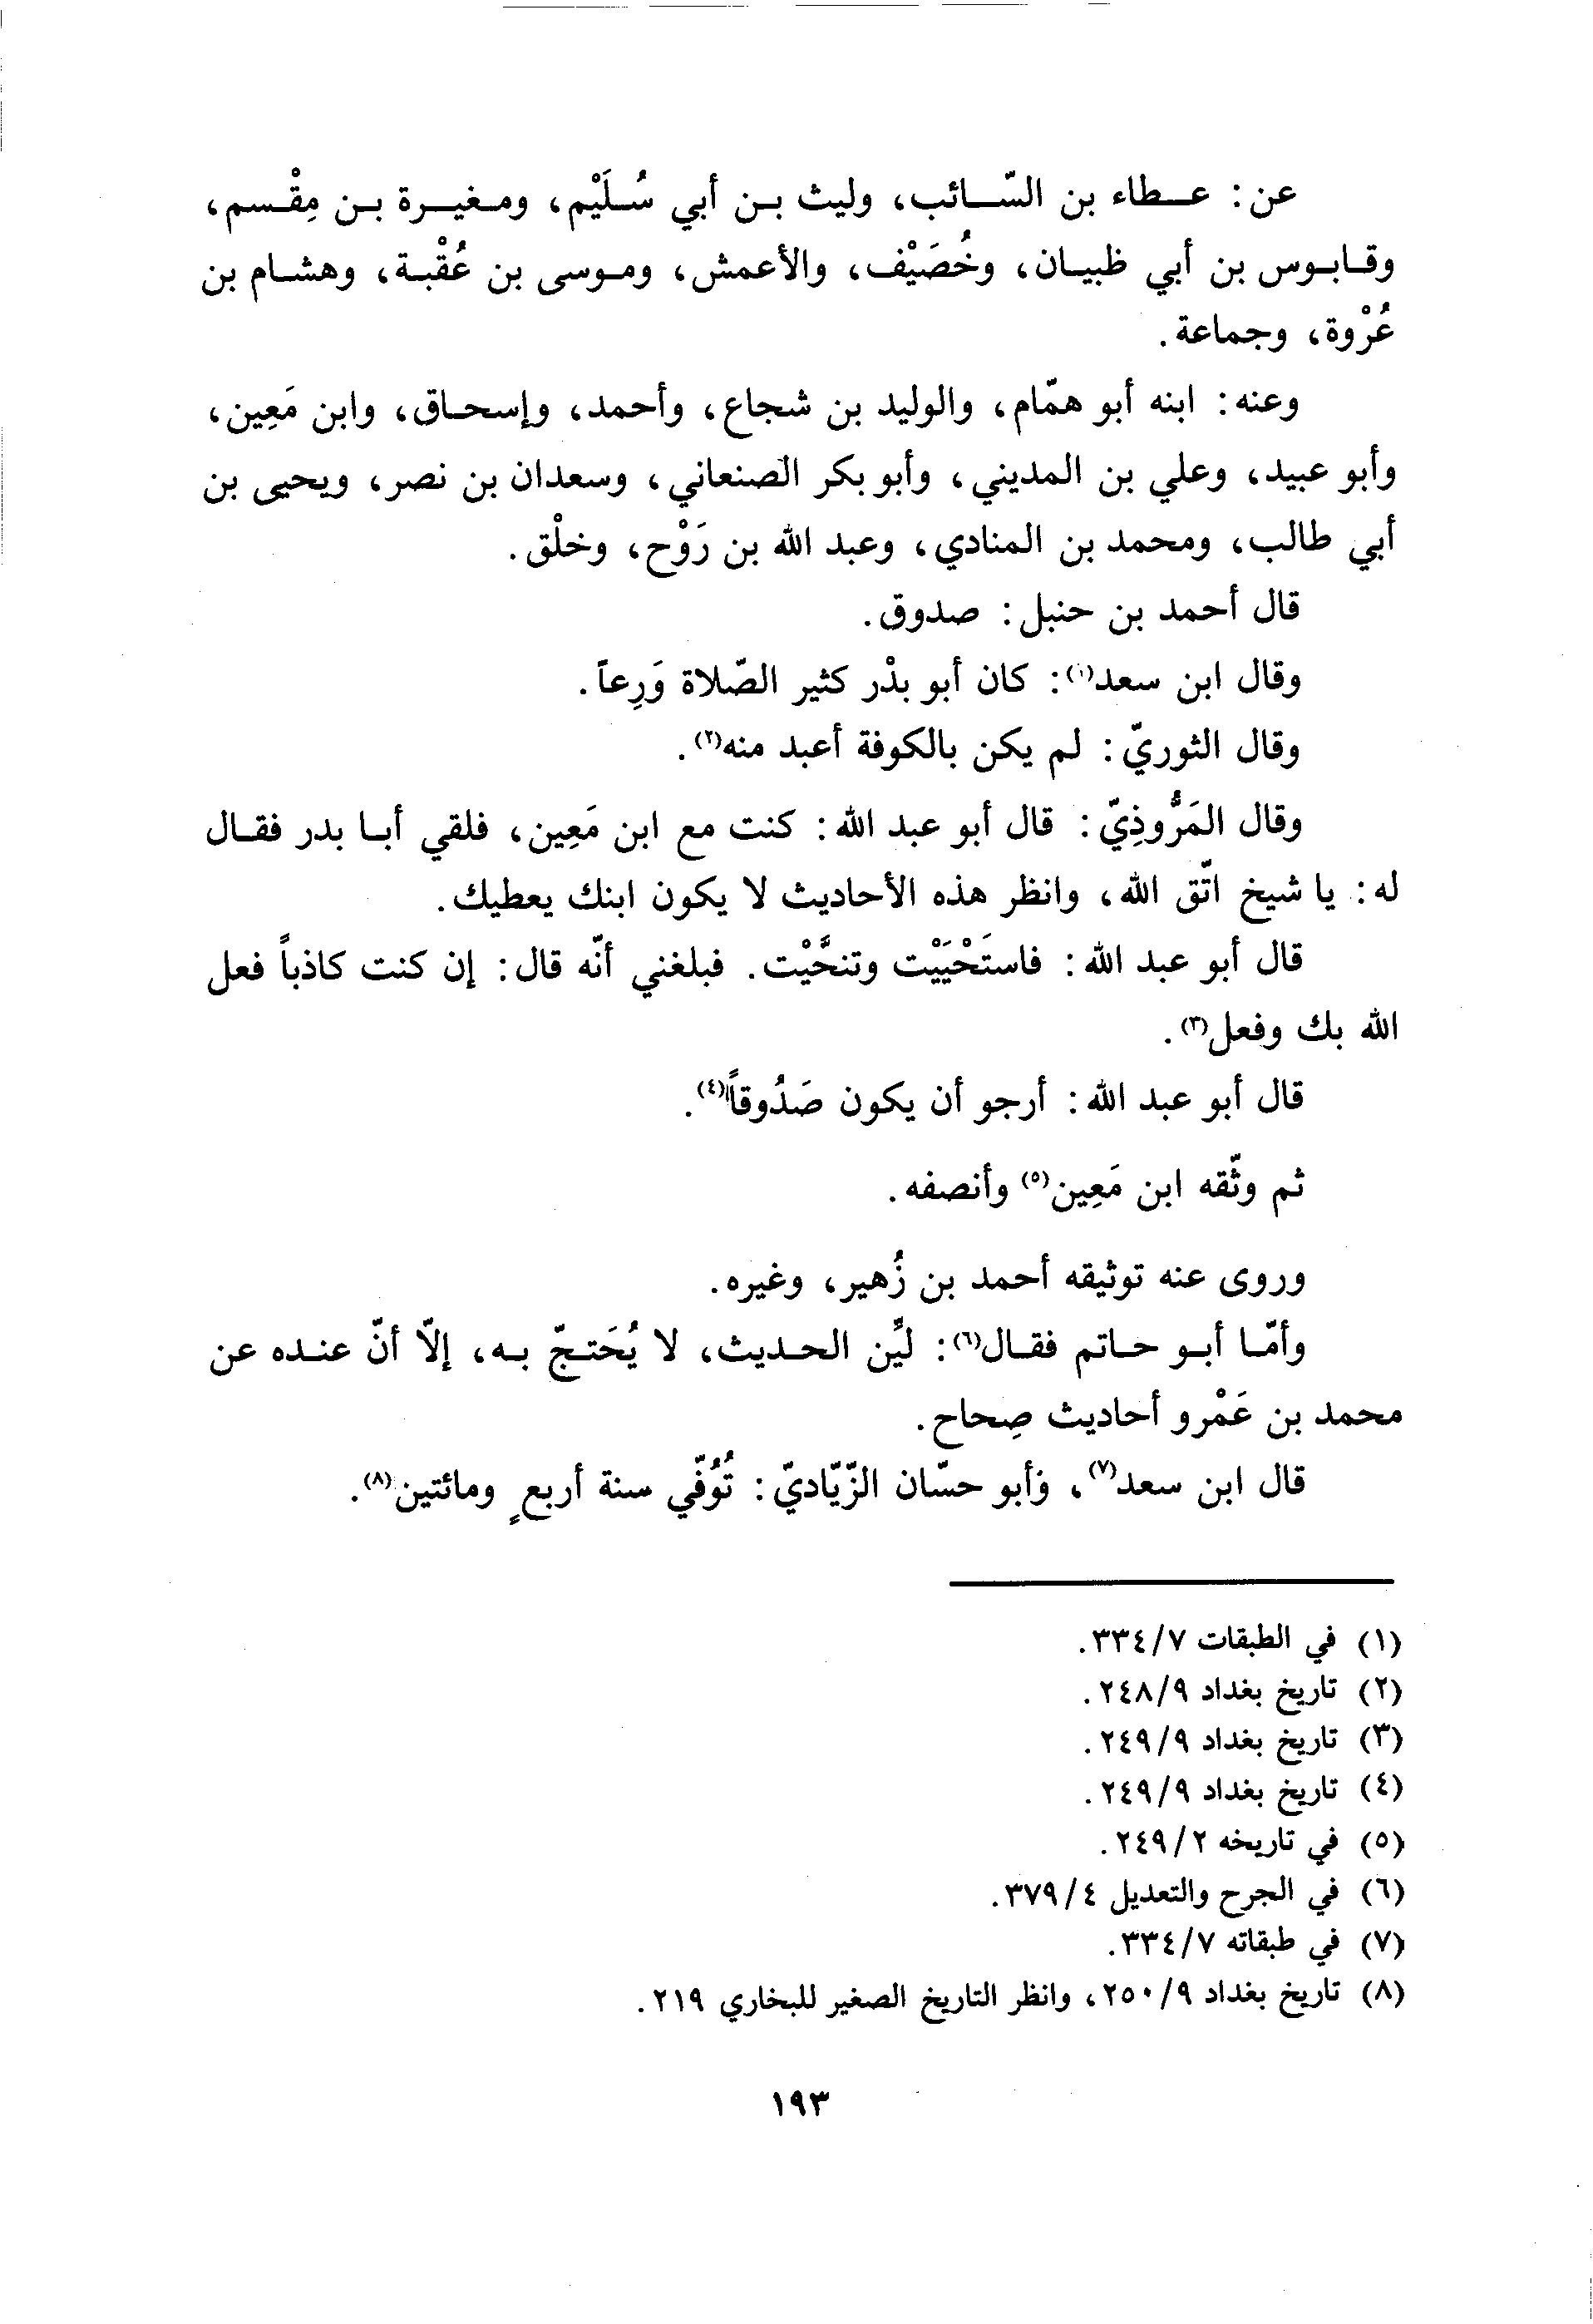 عن: عطاء بن السّائب، وليث بن أبي سُلَيْم، ومغيرة بن مِقْسم،
وقابوس بن أبي ظبيان، وخُصَيْف، والأعمش، وموسى بن عُقْبة، وهشام بن
عُرْوة، وجماعة.
وعنه: ابنه أبو همّام، والوليد بن شجاع، وأحمد، وإسحاق، وابن مَعِين،
وأبو عبيد، وعلي بن المديني، وأبو بكر الصنعاني، وسعدان بن نصر، ويحيى بن
أبي طالب، ومحمد بن المنادي، وعبد الله بن رَوْح، وخلْق.
قال أحمد بن حنبل: صدوق.
وقال ابن سعد(١): كان أبو بدْر كثير الصّلاة وَرِعاً.
وقال الثوريّ: لم يكن بالكوفة أعبد منه(٢).
وقال المَرُّوذِيّ: قال أبو عبد الله: كنت مع ابن مَعِين، فلقي أبا بدر فقال
له: يا شيخ اتّق الله، وانظر هذه الأحاديث لا يكون ابنك يعطيك.
قال أبو عبد الله: فاستَحْيَيْت وتنحَّيْت. فبلغني أنّه قال: إن كنت كاذباً فعل
الله بك وفعل(٣).
قال أبو عبد الله: أرجو أن يكون صَدُوقاً(٤).
ثم وثّقه ابن مَعِين(٥) وأنصفه.
وروى عنه توثيقه أحمد بن زُهير، وغيره.
وأمّا أبو حاتم فقال(٦): ليِّن الحديث، لا يُحَتجّ به، إلاّ أنّ عنده عن
محمد بن عَمْرو أحاديث صِحاح.
قال ابن سعد(٧)، وأبو حسّان الزّيّاديّ: تُوُفّي سنة أربعٍ ومائتين(٨).
(١) في الطبقات ٣٣٤/٧.
(٢) تاريخ بغداد ٢٤٨/٩.
(٣) تاريخ بغداد ٢٤٩/٩.
(٤) تاريخ بغداد ٢٤٩/٩.
(٥) في تاريخه ٢٤٩/٢.
(٦) في الجرح والتعديل ٣٧٩/٤.
(٧) في طبقاته ٣٣٤/٧.
(٨) تاريخ بغداد ٢٥٠/٩، وانظر التاريخ الصغير للبخاري ٢١٩.
١٩٣